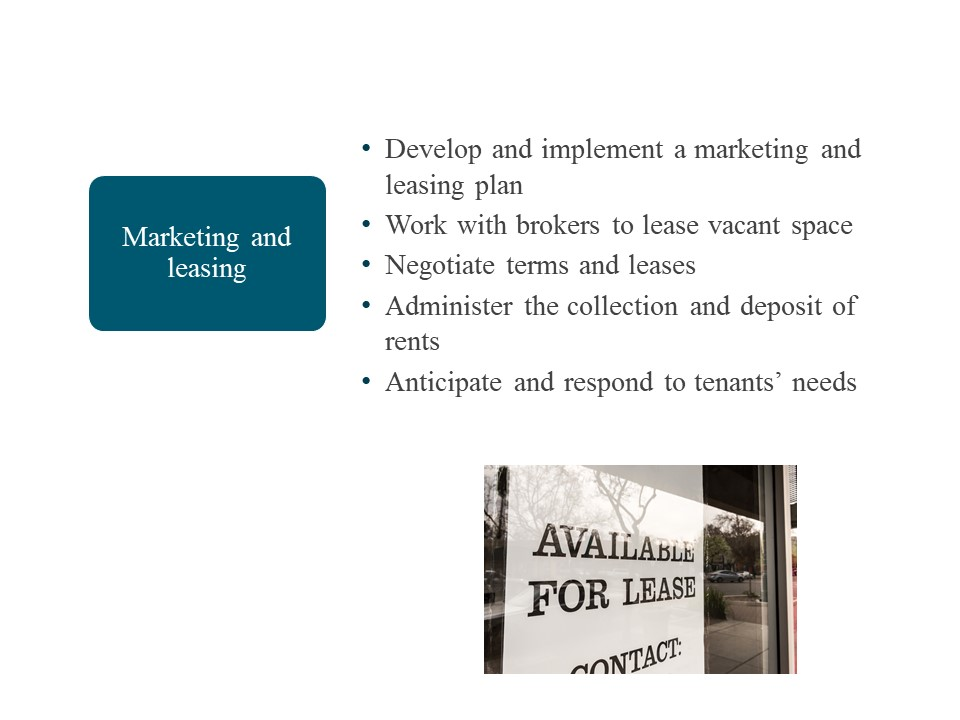 Marketing and
leasing
• Develop and implement a marketing and
leasing plan
• Work with brokers to lease vacant space
• Negotiate terms and leases
• Administer the collection and deposit of
rents
• Anticipate and respond to tenants’ needs
AVAILABLE
FOR LEASE
CONTACT: